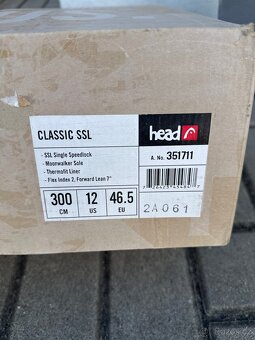 CLASSIC SSL
- SSL Single Speedlock
- Moonwalker Sole
- Thermofit Liner
- Flex Index 2, Forward Lean 7°
head
A. No. 351711
300 12 46.5
CM US EU
2A061